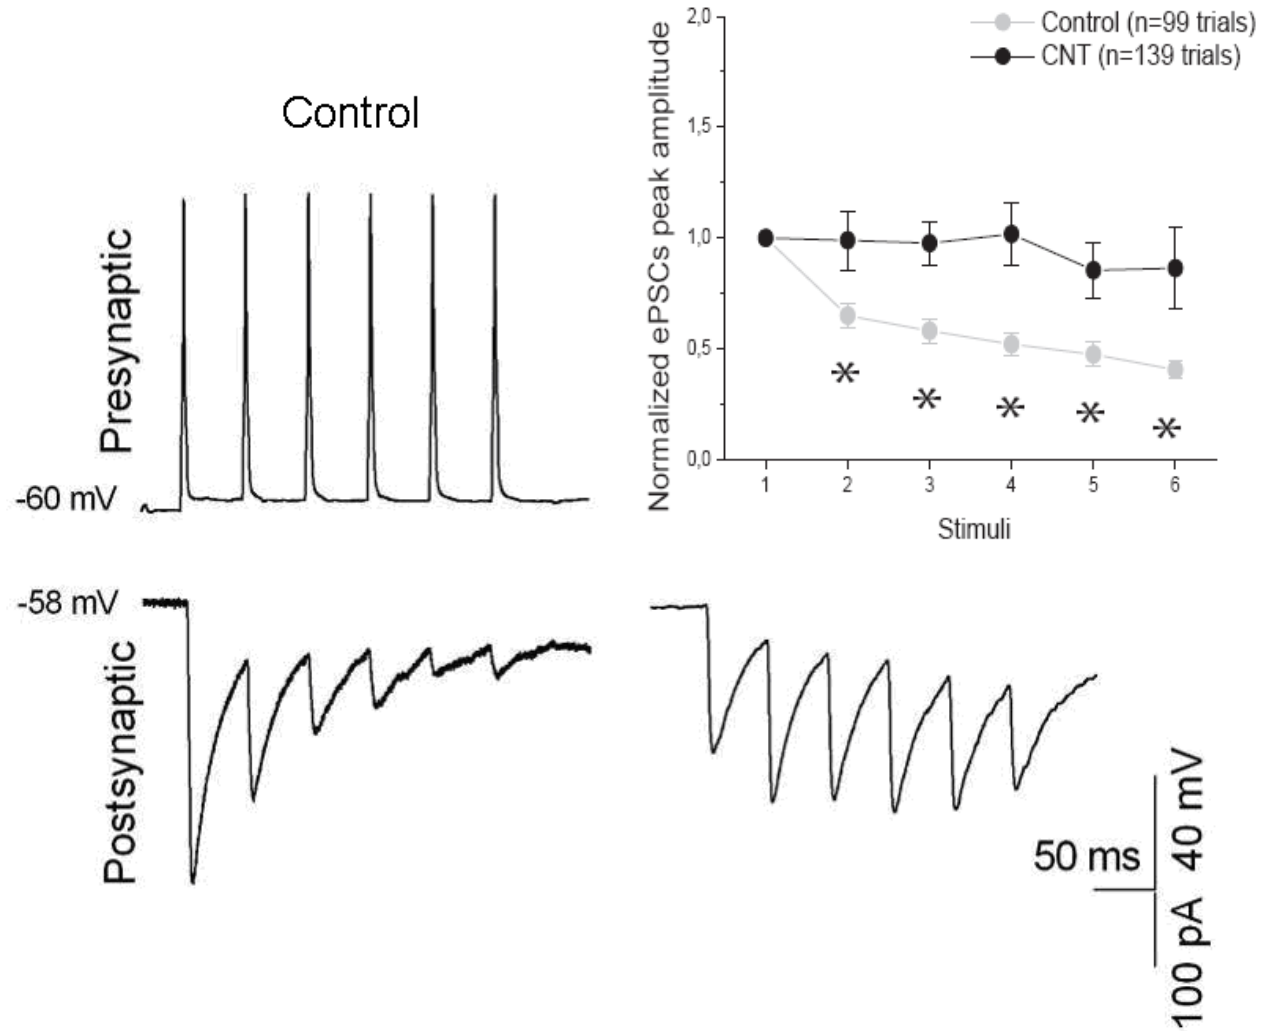 Control
Presynaptic
-60 mV
-58 mV
Postsynaptic
Normalized ePSCs peak amplitude
2,0
1,5
1,0
0,5
0,0
Control (n=99 trials)
CNT (n=139 trials)
* * * * *
1 2 3 4 5 6
Stimuli
50 ms
40 mV
100 pA